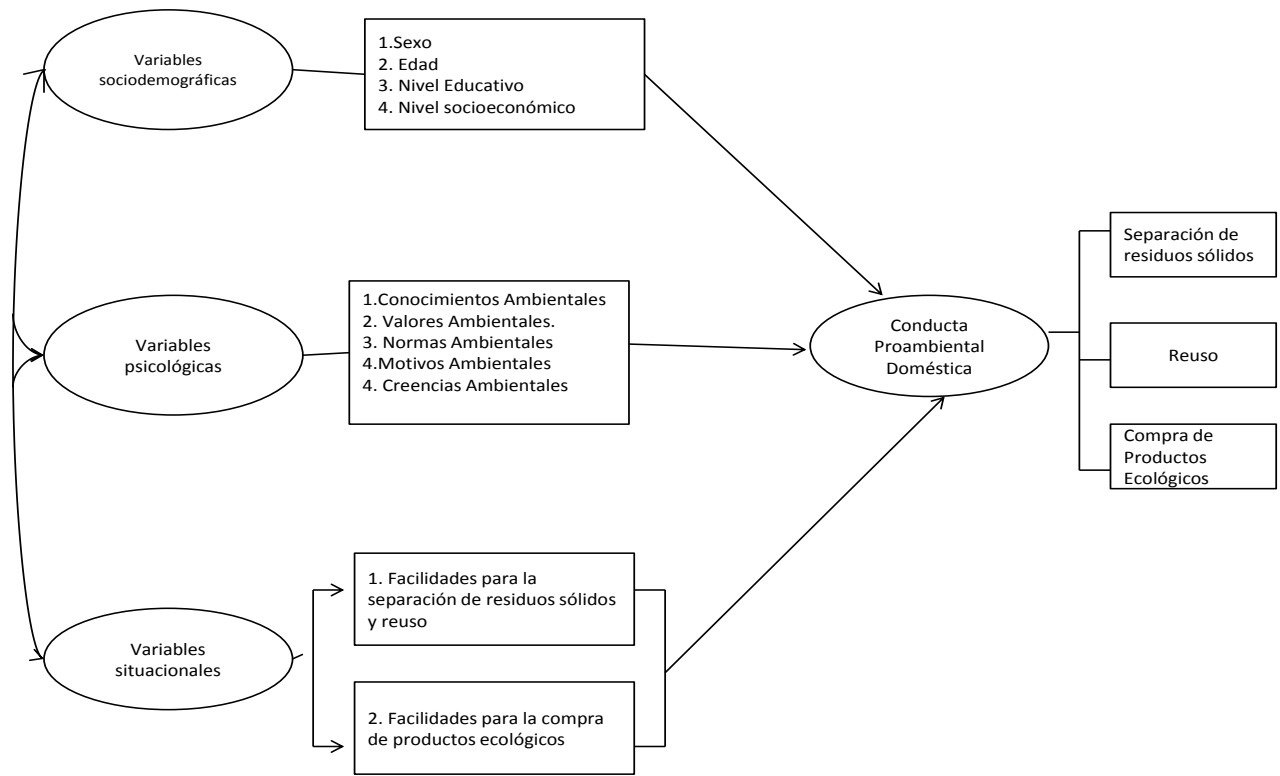 Variables
sociodemográficas
1.Sexo
2. Edad
3. Nivel Educativo
4. Nivel socioeconómico
Variables
psicológicas
1.Conocimientos Ambientales
2. Valores Ambientales.
3. Normas Ambientales
4.Motivos Ambientales
4. Creencias Ambientales
Variables
situacionales
1. Facilidades para la
separación de residuos sólidos
y reuso
2. Facilidades para la compra
de productos ecológicos
Conducta
Proambiental
Doméstica
Separación de
residuos sólidos
Reuso
Compra de
Productos
Ecológicos